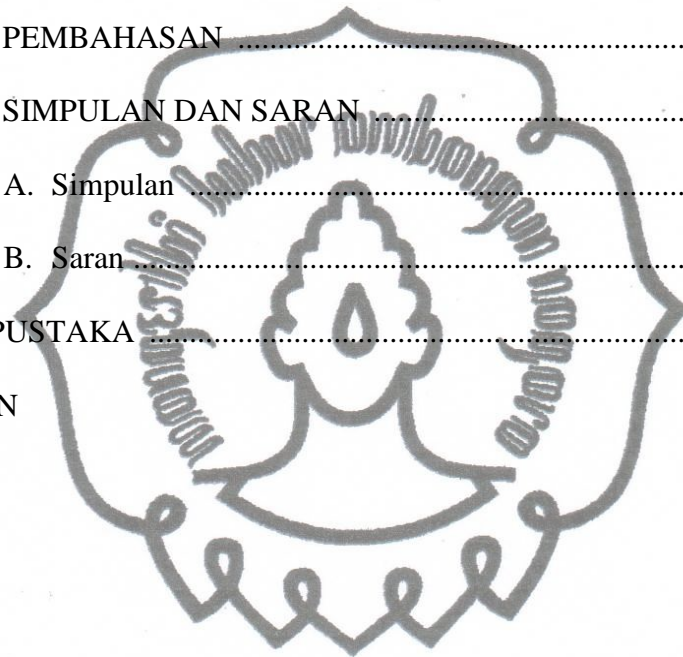 PEMBAHASAN ........................................................
SIMPULAN DAN SARAN ........................................
A. Simpulan ..............................................................
B. Saran ....................................................................
PUSTAKA .................................................................
N